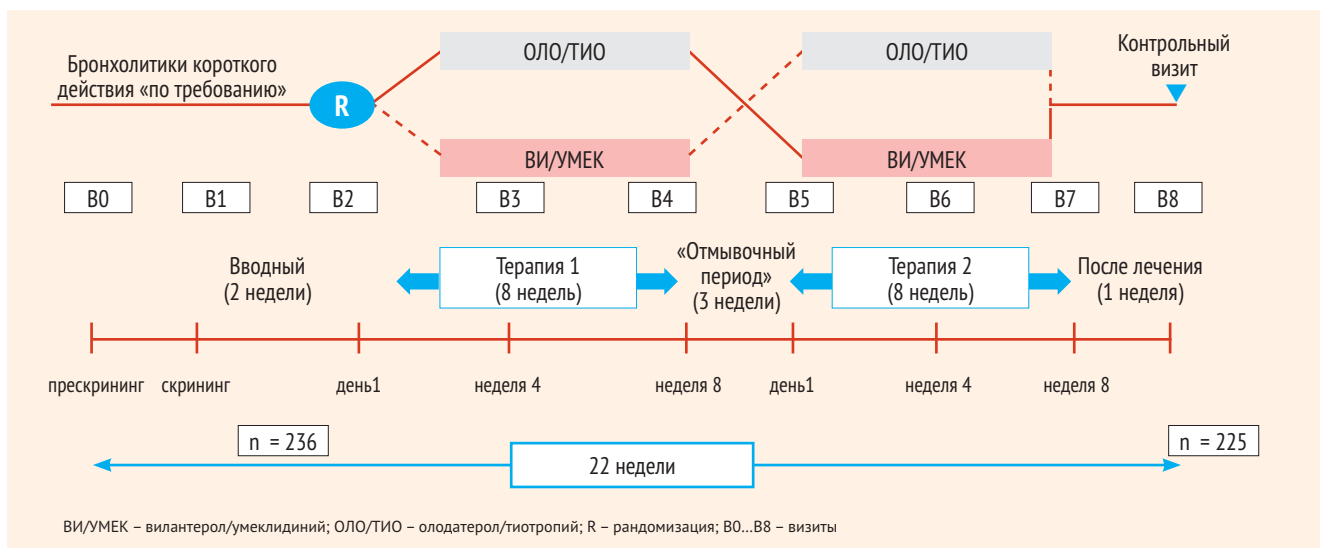 Бронхолитики короткого
действия «по требованию»
R
ОЛО/ТИО
ОЛО/ТИО
Контрольный
визит
ВИ/УМЕК
ВИ/УМЕК
В0
В1
В2
В3
В4
В5
В6
В7
В8
Вводный
(2 недели)
Терапия 1
(8 недель)
«Отмывочный
период»
(3 недели)
Терапия 2
(8 недель)
После лечения
(1 неделя)
прескрининг
скрининг
день1
неделя 4
неделя 8
день1
неделя 4
неделя 8
n = 236
22 недели
n = 225
ВИ/УМЕК – вилантерол/умеклидиний; ОЛО/ТИО – олодатерол/тиотропий; R – рандомизация; В0...В8 – визиты